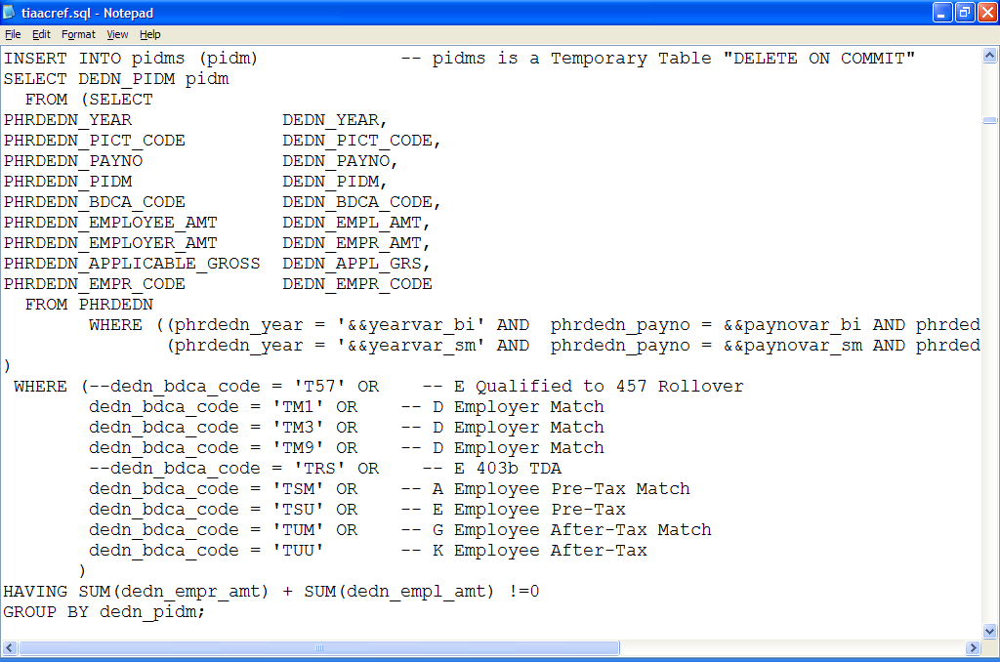 tiaacref.sql - Notepad
File Edit Format View Help
INSERT INTO pidms (pidm)             -- pidms is a Temporary Table "DELETE ON COMMIT"
SELECT DEDN_PIDM pidm
  FROM (SELECT
PHRDEDN_YEAR              DEDN_YEAR,
PHRDEDN_PICT_CODE         DEDN_PICT_CODE,
PHRDEDN_PAYNO             DEDN_PAYNO,
PHRDEDN_PIDM              DEDN_PIDM,
PHRDEDN_BDCA_CODE         DEDN_BDCA_CODE,
PHRDEDN_EMPLOYEE_AMT      DEDN_EMPL_AMT,
PHRDEDN_EMPLOYER_AMT      DEDN_EMPR_AMT,
PHRDEDN_APPLICABLE_GROSS  DEDN_APPL_GRS,
PHRDEDN_EMPR_CODE         DEDN_EMPR_CODE
  FROM PHRDEDN
        WHERE ((phrdedn_year = '&&yearvar_bi' AND  phrdedn_payno = &&paynovar_bi AND phrded
               (phrdedn_year = '&&yearvar_sm' AND  phrdedn_payno = &&paynovar_sm AND phrded
)
 WHERE (--dedn_bdca_code = 'T57' OR    -- E Qualified to 457 Rollover
        dedn_bdca_code = 'TM1' OR    -- D Employer Match
        dedn_bdca_code = 'TM3' OR    -- D Employer Match
        dedn_bdca_code = 'TM9' OR    -- D Employer Match
        --dedn_bdca_code = 'TRS' OR    -- E 403b TDA
        dedn_bdca_code = 'TSM' OR    -- A Employee Pre-Tax Match
        dedn_bdca_code = 'TSU' OR    -- E Employee Pre-Tax
        dedn_bdca_code = 'TUM' OR    -- G Employee After-Tax Match
        dedn_bdca_code = 'TUU'       -- K Employee After-Tax
       )
HAVING SUM(dedn_empr_amt) + SUM(dedn_empl_amt) !=0
GROUP BY dedn_pidm;